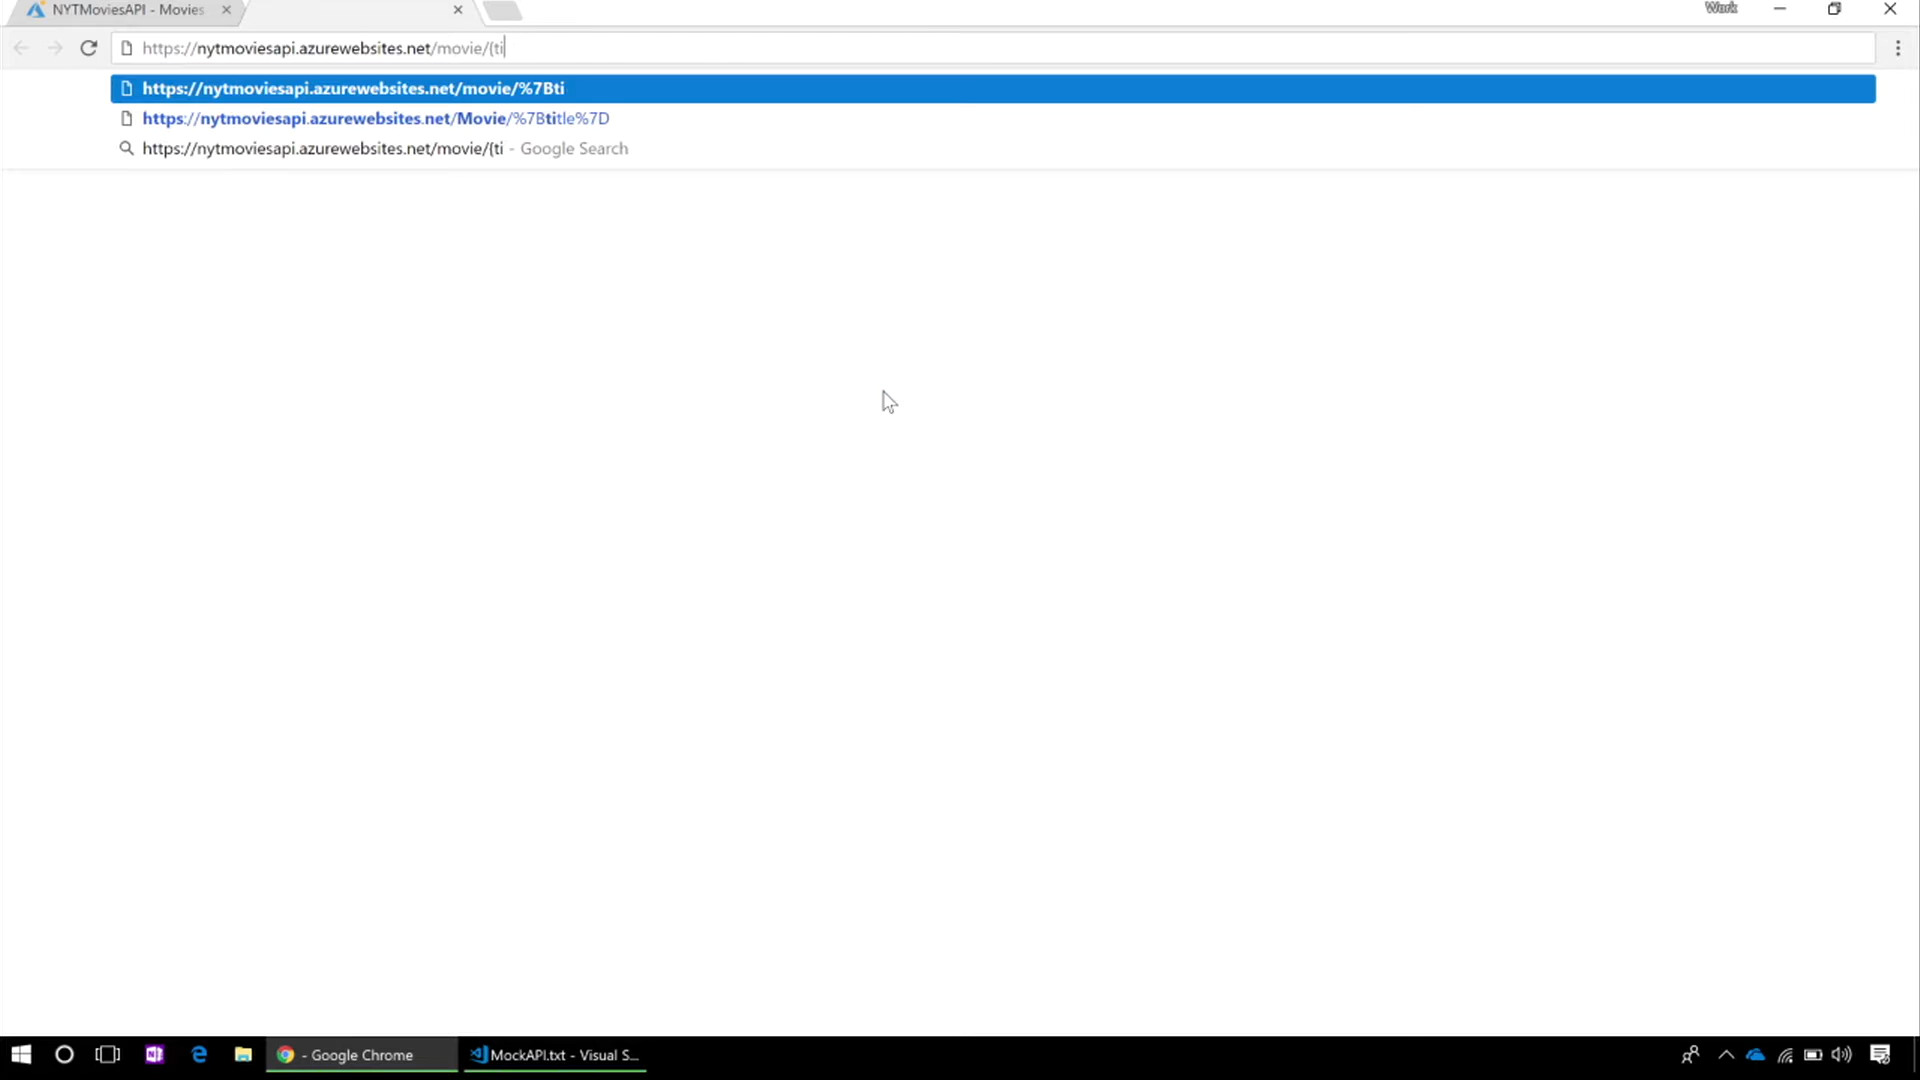 NYTMoviesAPI - Movies
Work
https://nytmoviesapi.azurewebsites.net/movie/{ti
https://nytmoviesapi.azurewebsites.net/movie/%7Bti
https://nytmoviesapi.azurewebsites.net/Movie/%7Btitle%7D
https://nytmoviesapi.azurewebsites.net/movie/{ti - Google Search
- Google Chrome
MockAPI.txt - Visual S...